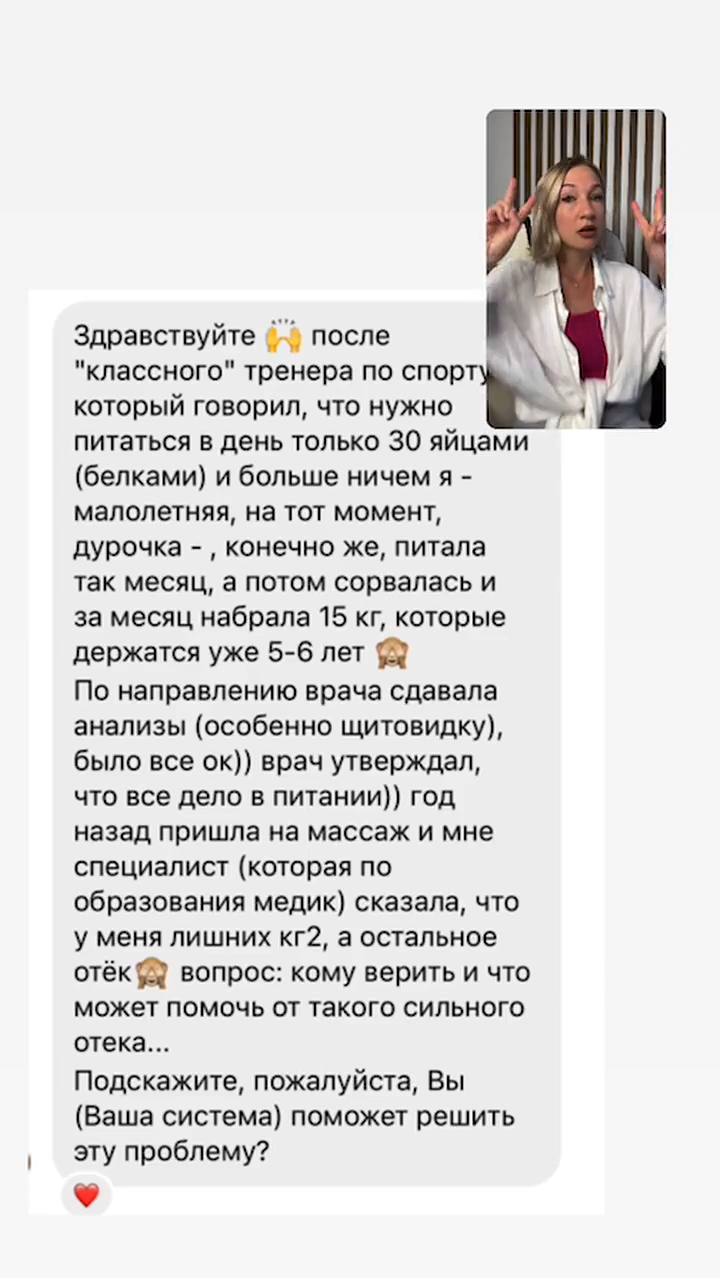 Здравствуйте 🙌 после
"классного" тренера по спорту
который говорил, что нужно
питаться в день только 30 яйцами
(белками) и больше ничем я -
малолетняя, на тот момент,
дурочка - , конечно же, питала
так месяц, а потом сорвалась и
за месяц набрала 15 кг, которые
держатся уже 5-6 лет 🙈
По направлению врача сдавала
анализы (особенно щитовидку),
было все ок)) врач утверждал,
что все дело в питании)) год
назад пришла на массаж и мне
специалист (которая по
образования медик) сказала, что
у меня лишних кг2, а остальное
отёк🙈 вопрос: кому верить и что
может помочь от такого сильного
отека...
Подскажите, пожалуйста, Вы
(Ваша система) поможет решить
эту проблему?